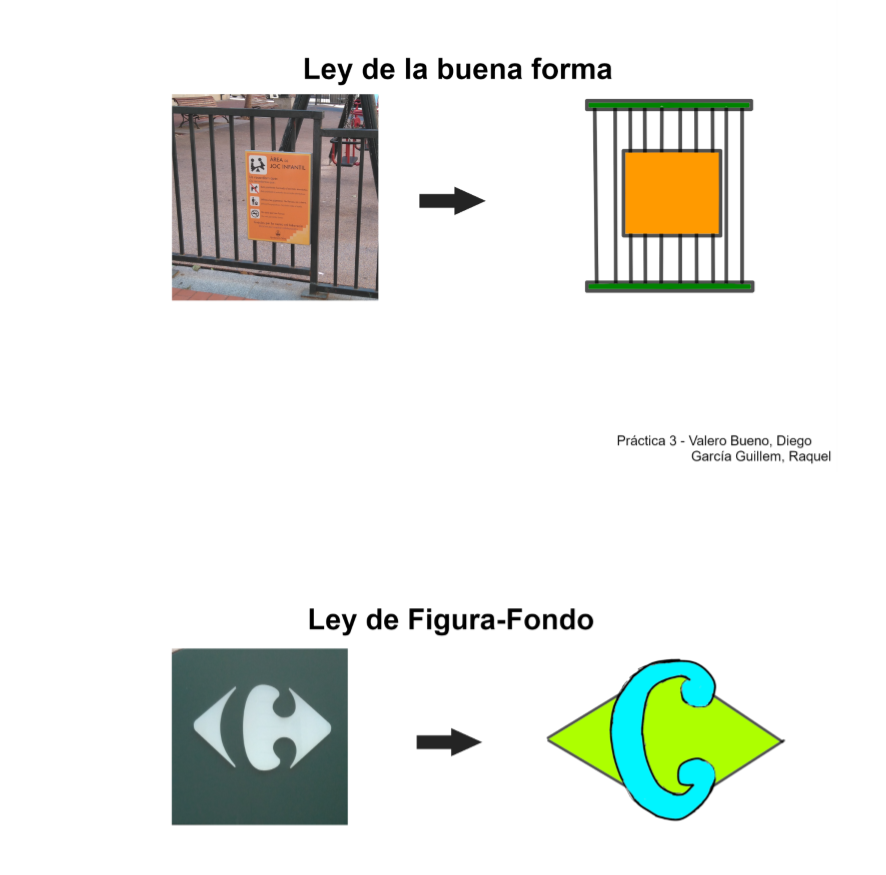 Ley de la buena forma
ÀREA DE
JOC INFANTIL
Práctica 3 - Valero Bueno, Diego
García Guillem, Raquel
Ley de Figura-Fondo